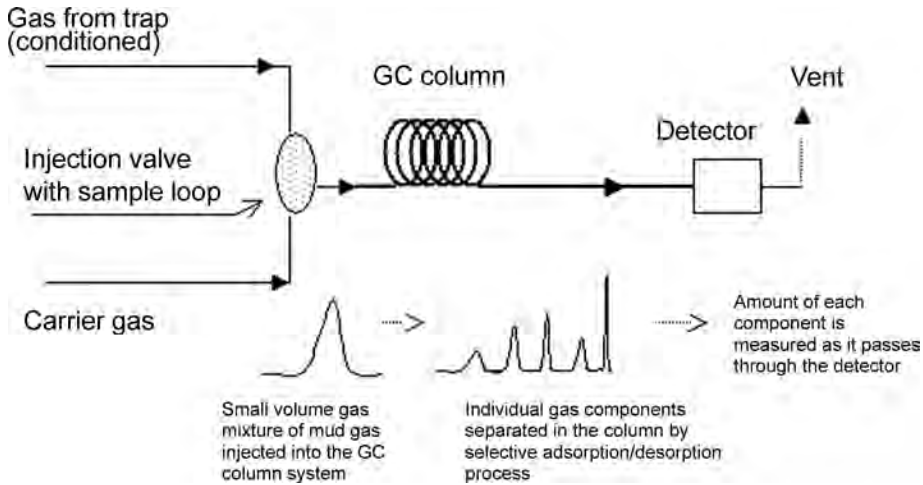 Gas from trap
(conditioned)
GC column
Vent
Detector
Injection valve
with sample loop
Carrier gas
Small volume gas
mixture of mud gas
injected into the GC
column system
Individual gas components
separated in the column by
selective adsorption/desorption
process
Amount of each
component is
measured as it passes
through the detector